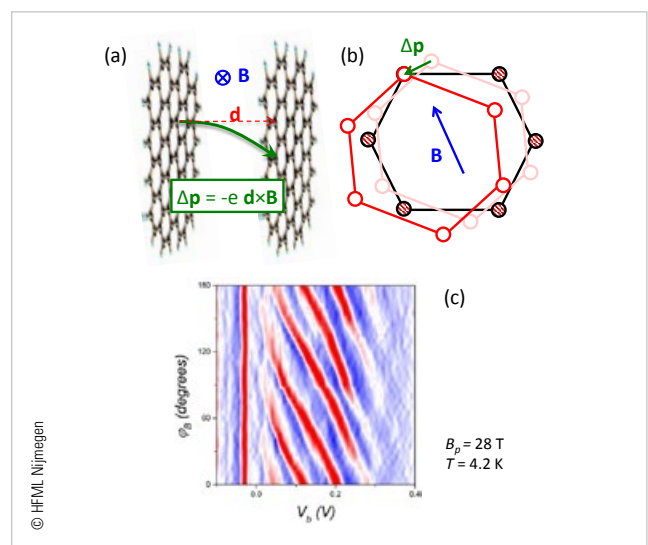 (a)
B
d
Δp = -e d×B
(b)
Δp
B
(c)
180
120
60
0
φB (degrees)
0.0
0.2
0.4
Vb (V)
Bp = 28 T
T = 4.2 K
© HFML Nijmegen